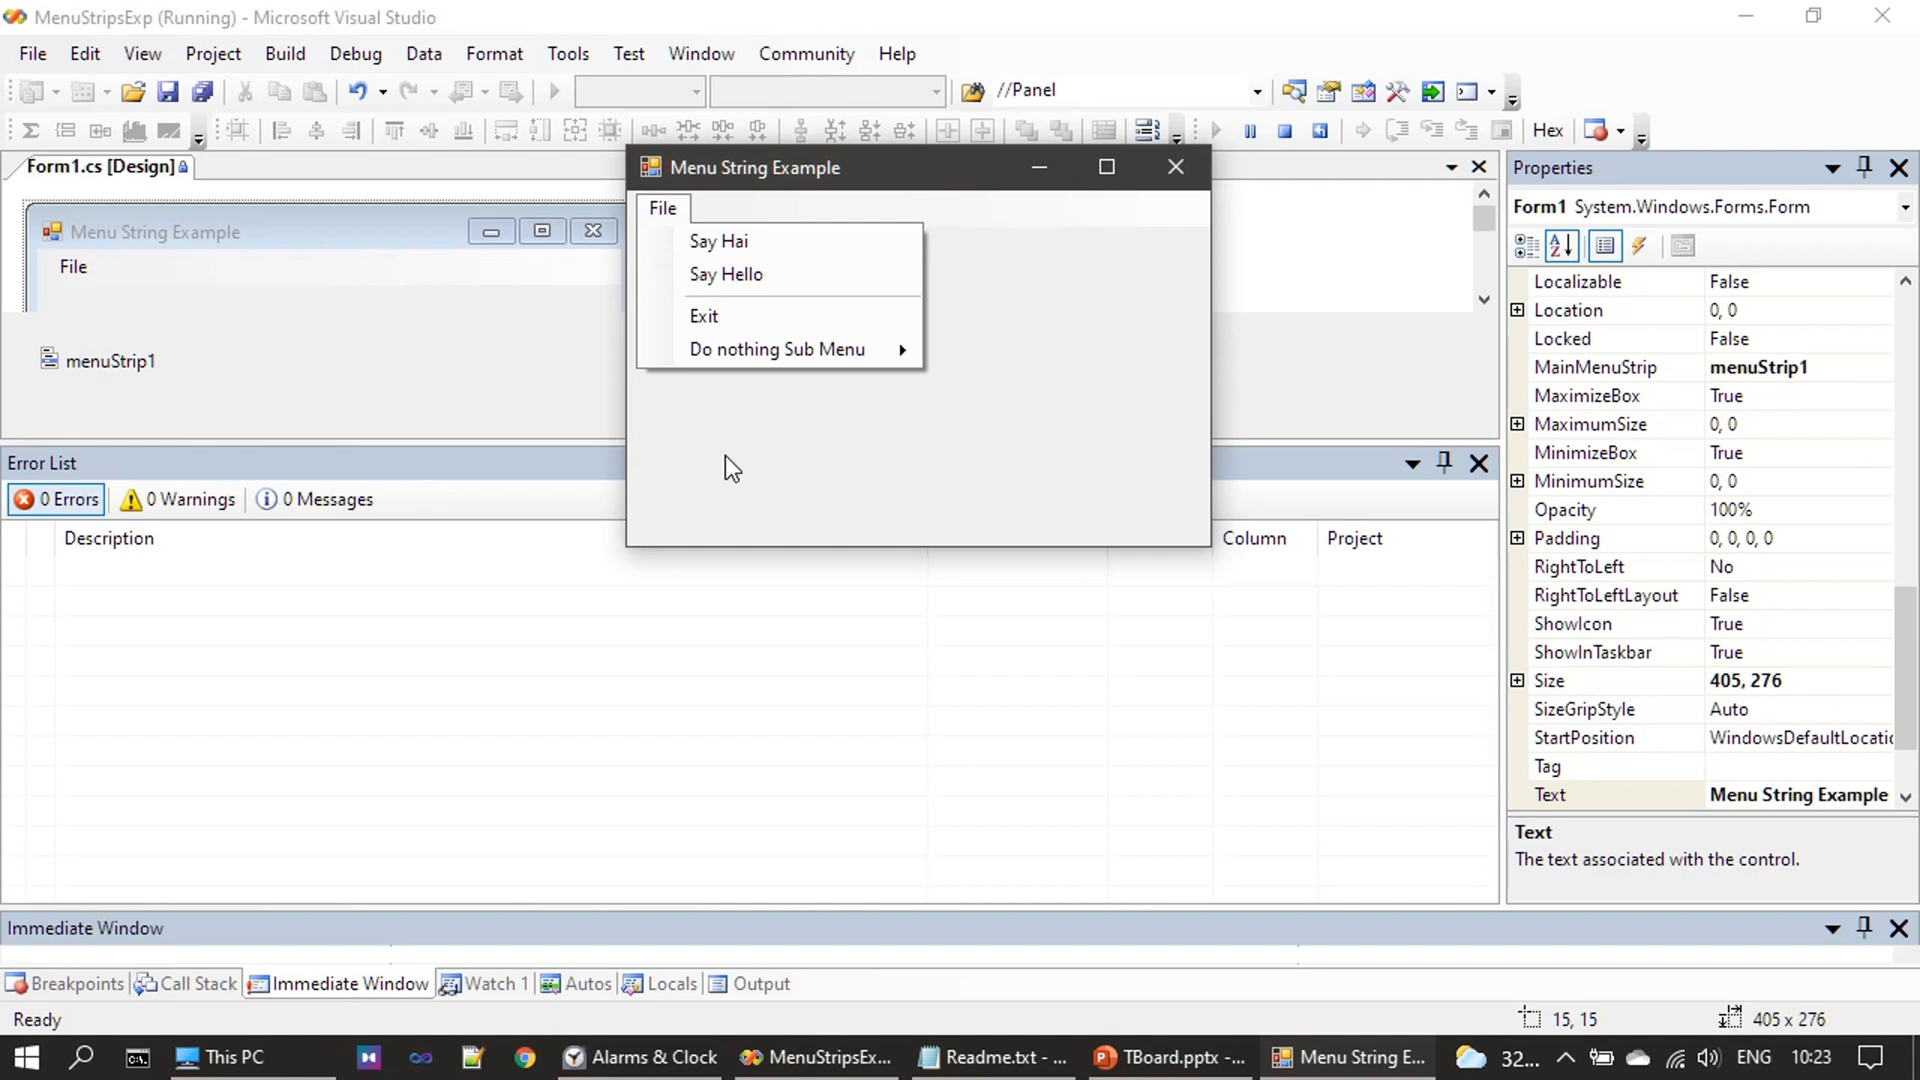 MenuStripsExp (Running) - Microsoft Visual Studio
File Edit View Project Build Debug Data Format Tools Test Window Community Help
//Panel
Hex
Form1.cs [Design]
Menu String Example
File
menuStrip1
Menu String Example
File
Say Hai
Say Hello
Exit
Do nothing Sub Menu
Error List
0 Errors 0 Warnings 0 Messages
Description Column Project
Properties
Form1 System.Windows.Forms.Form
Localizable False
Location 0, 0
Locked False
MainMenuStrip menuStrip1
MaximizeBox True
MaximumSize 0, 0
MinimizeBox True
MinimumSize 0, 0
Opacity 100%
Padding 0, 0, 0, 0
RightToLeft No
RightToLeftLayout False
ShowIcon True
ShowInTaskbar True
Size 405, 276
SizeGripStyle Auto
StartPosition WindowsDefaultLocatio
Tag
Text Menu String Example
Text
The text associated with the control.
Immediate Window
Breakpoints Call Stack Immediate Window Watch 1 Autos Locals Output
Ready 15, 15 405 x 276
This PC Alarms & Clock MenuStripsEx... Readme.txt - ... TBoard.pptx -... Menu String E... 32... ENG 10:23